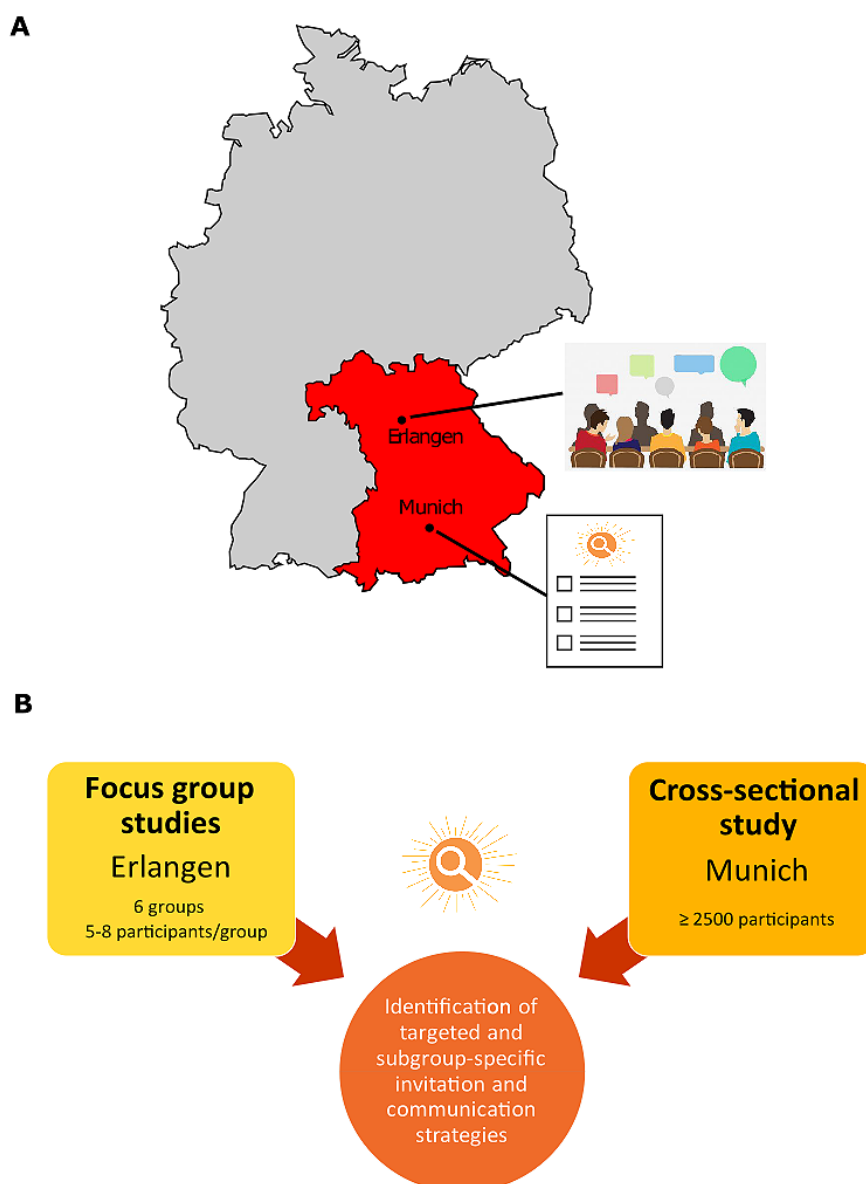 A
Erlangen
Munich
B
Focus group
studies
Erlangen
6 groups
5-8 participants/group
Cross-sectional
study
Munich
≥ 2500 participants
Identification of
targeted and
subgroup-specific
invitation and
communication
strategies